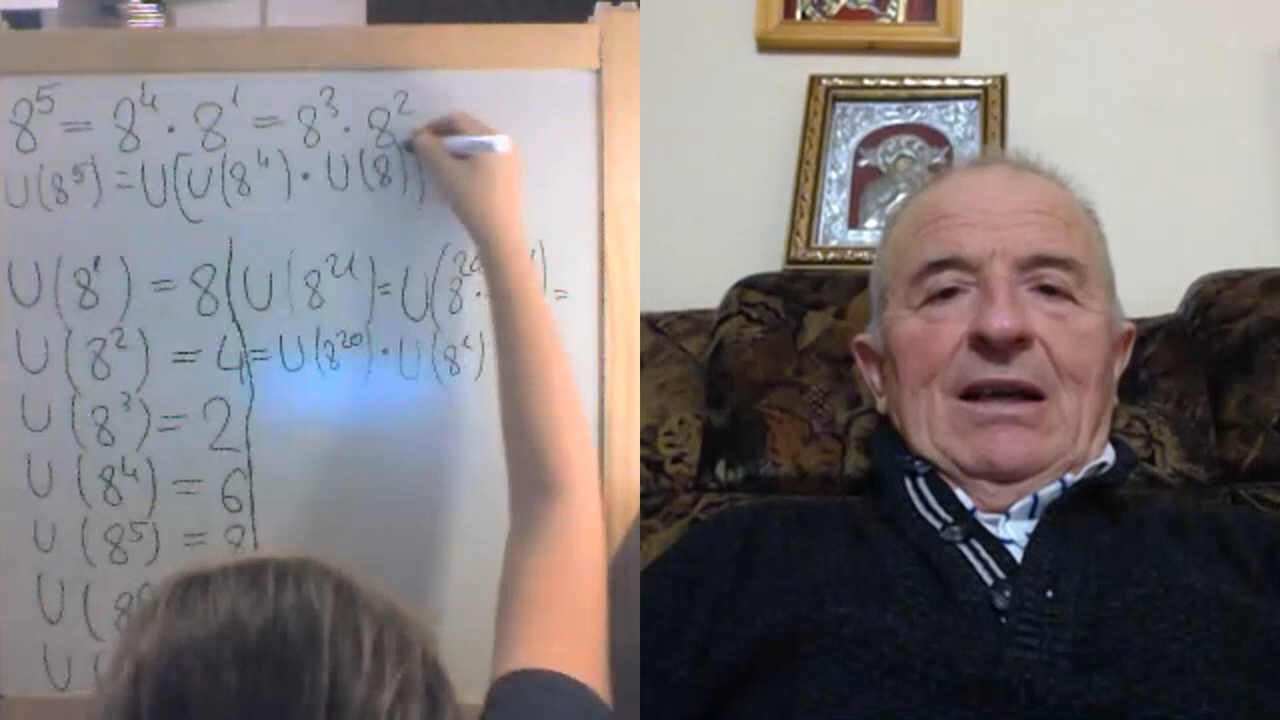 8⁵ = 8⁴ · 8¹ = 8³ · 8²
U(8⁵) = U(U(8⁴) · U(8))
U(8¹) = 8
U(8²) = 4
U(8³) = 2
U(8⁴) = 6
U(8⁵) = 8
U(8
U
U(8²¹) = U(8²⁰ ·
= U(8²⁰) · U(8¹)